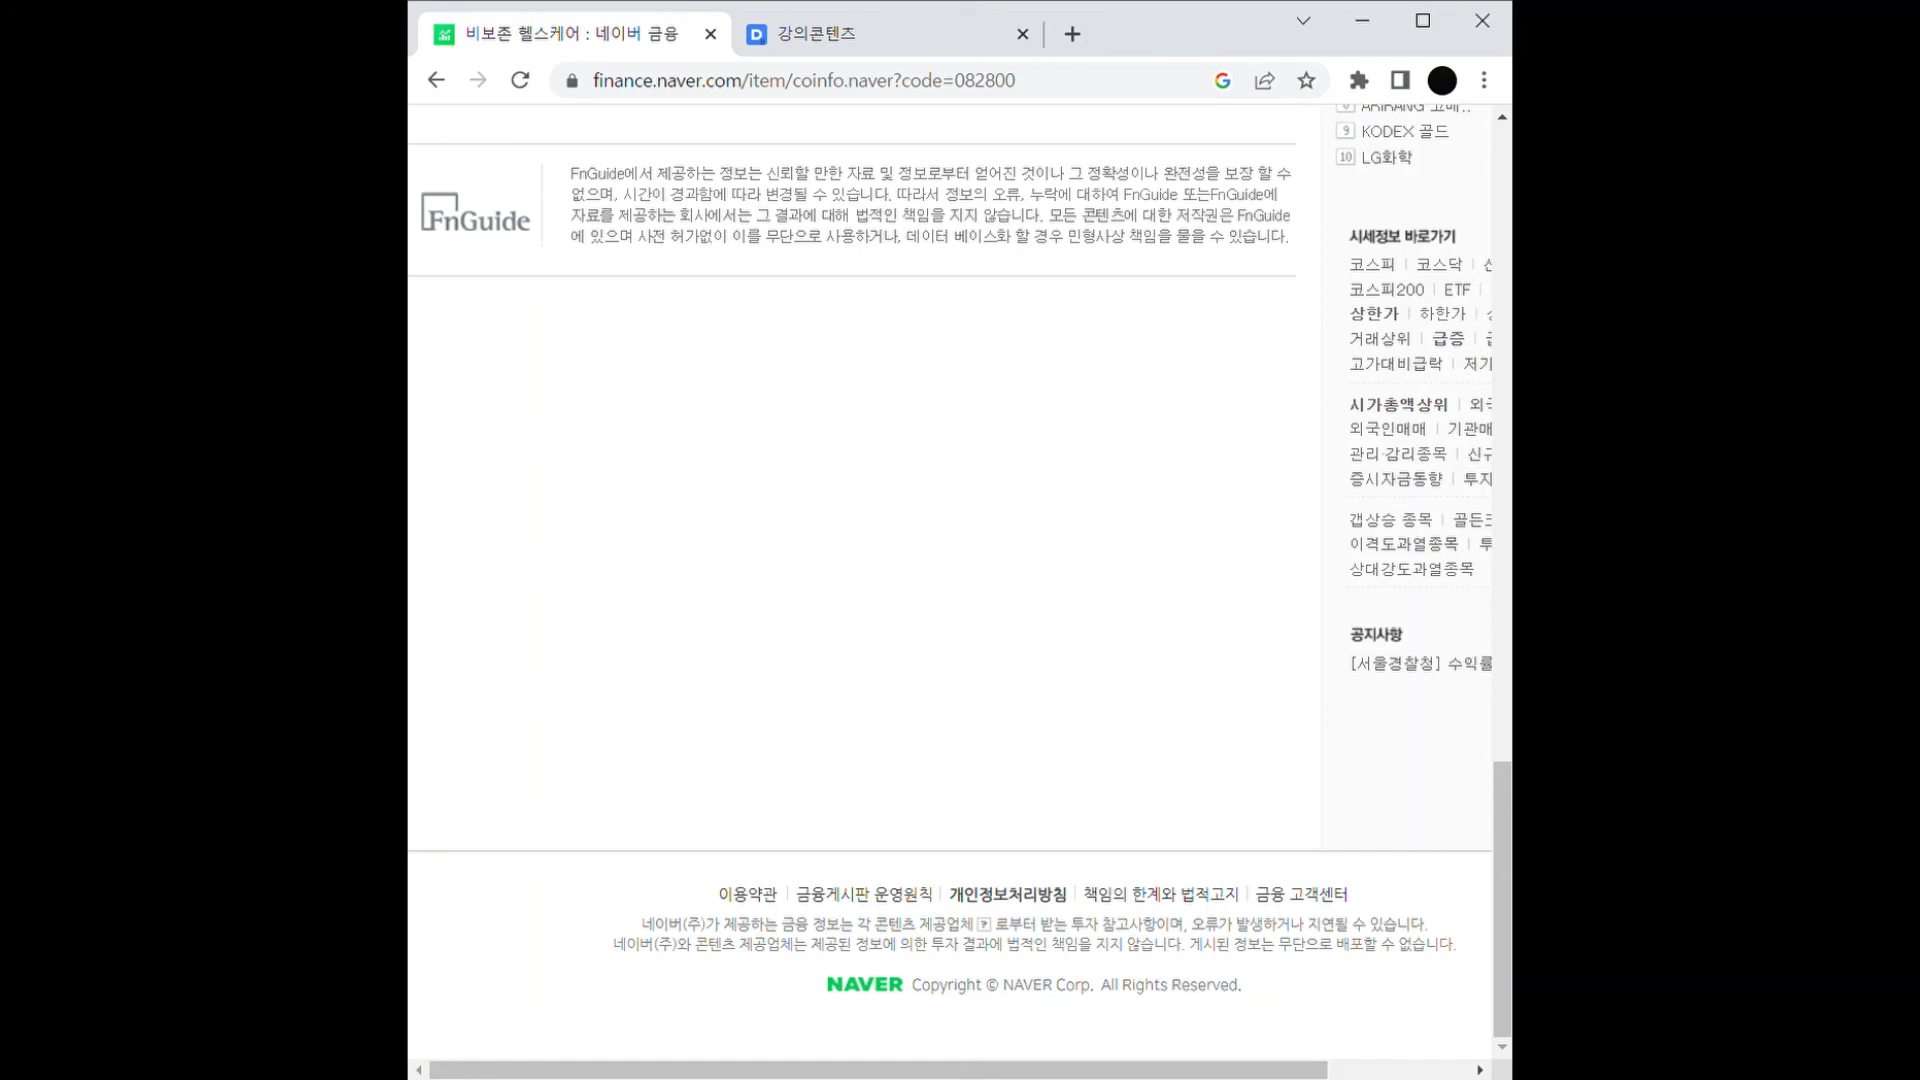 비보존 헬스케어 : 네이버 금융
강의콘텐츠
finance.naver.com/item/coinfo.naver?code=082800
9 KODEX 골드
10 LG화학
FnGuide
FnGuide에서 제공하는 정보는 신뢰할 만한 자료 및 정보로부터 얻어진 것이나 그 정확성이나 완전성을 보장 할 수
없으며, 시간이 경과함에 따라 변경될 수 있습니다. 따라서 정보의 오류, 누락에 대하여 FnGuide 또는FnGuide에
자료를 제공하는 회사에서는 그 결과에 대해 법적인 책임을 지지 않습니다. 모든 콘텐츠에 대한 저작권은 FnGuide
에 있으며 사전 허가없이 이를 무단으로 사용하거나, 데이터 베이스화 할 경우 민형사상 책임을 물을 수 있습니다.
시세정보 바로가기
코스피 | 코스닥
코스피200 | ETF
상한가 | 하한가
거래상위 | 급증
고가대비급락
시가총액상위
외국인매매
관리·감리종목
증시자금동향
갭상승 종목
이격도과열종목
상대강도과열종목
공지사항
[서울경찰청] 수익률
이용약관 | 금융게시판 운영원칙 | 개인정보처리방침 | 책임의 한계와 법적고지 | 금융 고객센터
네이버(주)가 제공하는 금융 정보는 각 콘텐츠 제공업체 ? 로부터 받는 투자 참고사항이며, 오류가 발생하거나 지연될 수 있습니다.
네이버(주)와 콘텐츠 제공업체는 제공된 정보에 의한 투자 결과에 법적인 책임을 지지 않습니다. 게시된 정보는 무단으로 배포할 수 없습니다.
NAVER Copyright © NAVER Corp. All Rights Reserved.